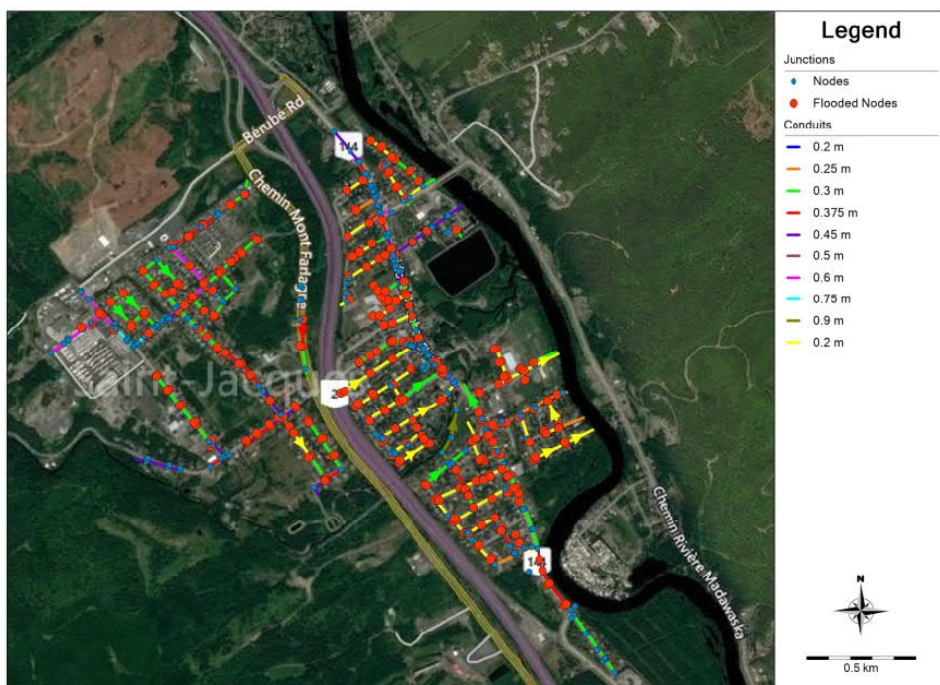 Legend
Junctions
Nodes
Flooded Nodes
Conduits
0.2 m
0.25 m
0.3 m
0.375 m
0.45 m
0.5 m
0.6 m
0.75 m
0.9 m
0.2 m
N
0.5 km
Bérubé Rd
144
Chemin Mont Farlagne
Saint-Jacques
2
144
Chemin Rivière Madawaska